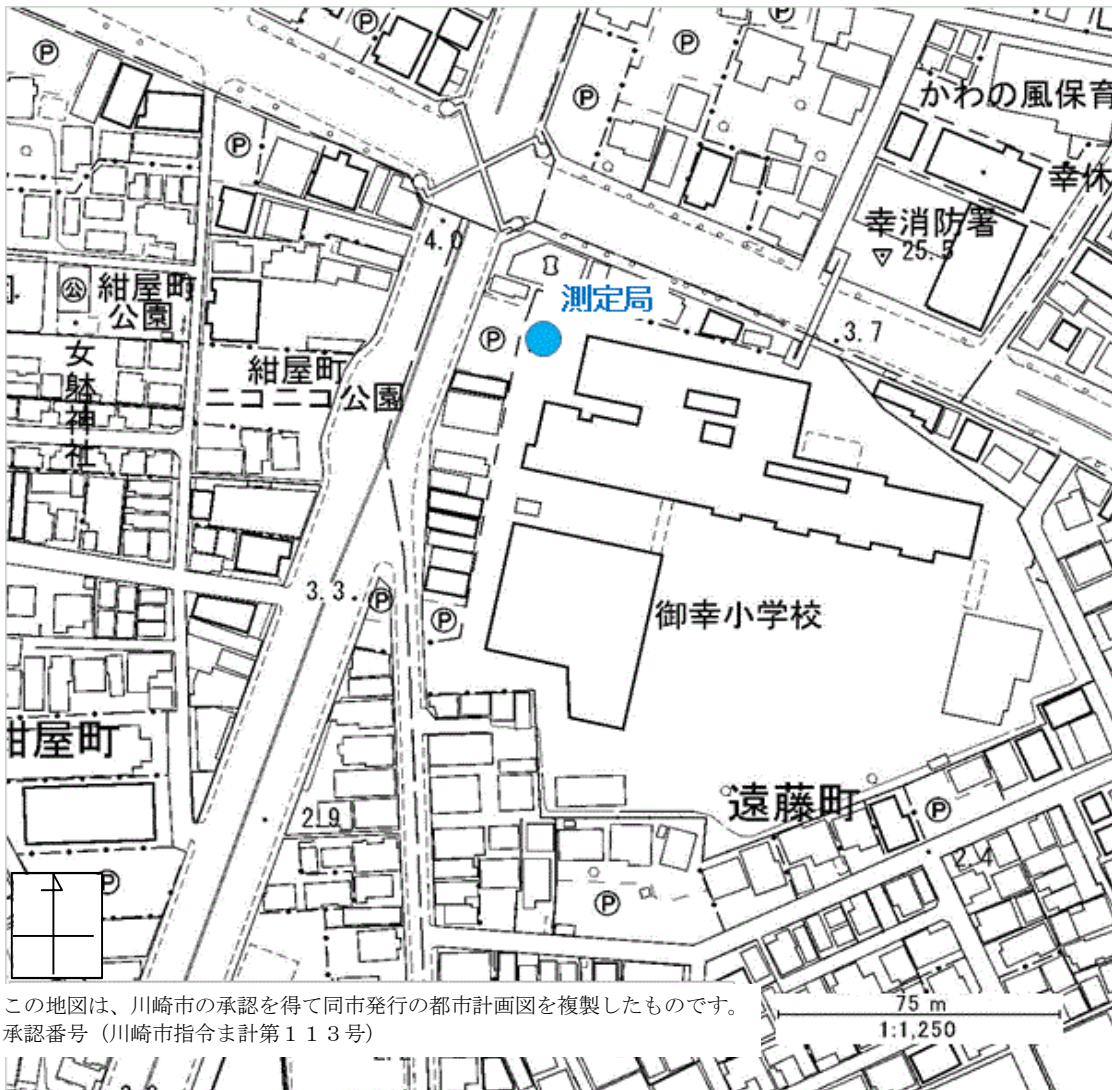 Ⓟ
Ⓟ
Ⓟ
Ⓟ
Ⓟ
かわの風保育
幸休
幸消防署
25.5
4.0
測定局
公
紺屋町
公園
Ⓟ
3.7
紺屋町
ニコニコ公園
女躰神社
3.3
Ⓟ
Ⓟ
御幸小学校
紺屋町
遠藤町
2.9
Ⓟ
2.4
Ⓟ
Ⓟ
この地図は、川崎市の承認を得て同市発行の都市計画図を複製したものです。
承認番号（川崎市指令ま計第１１３号）
75 m
1:1,250